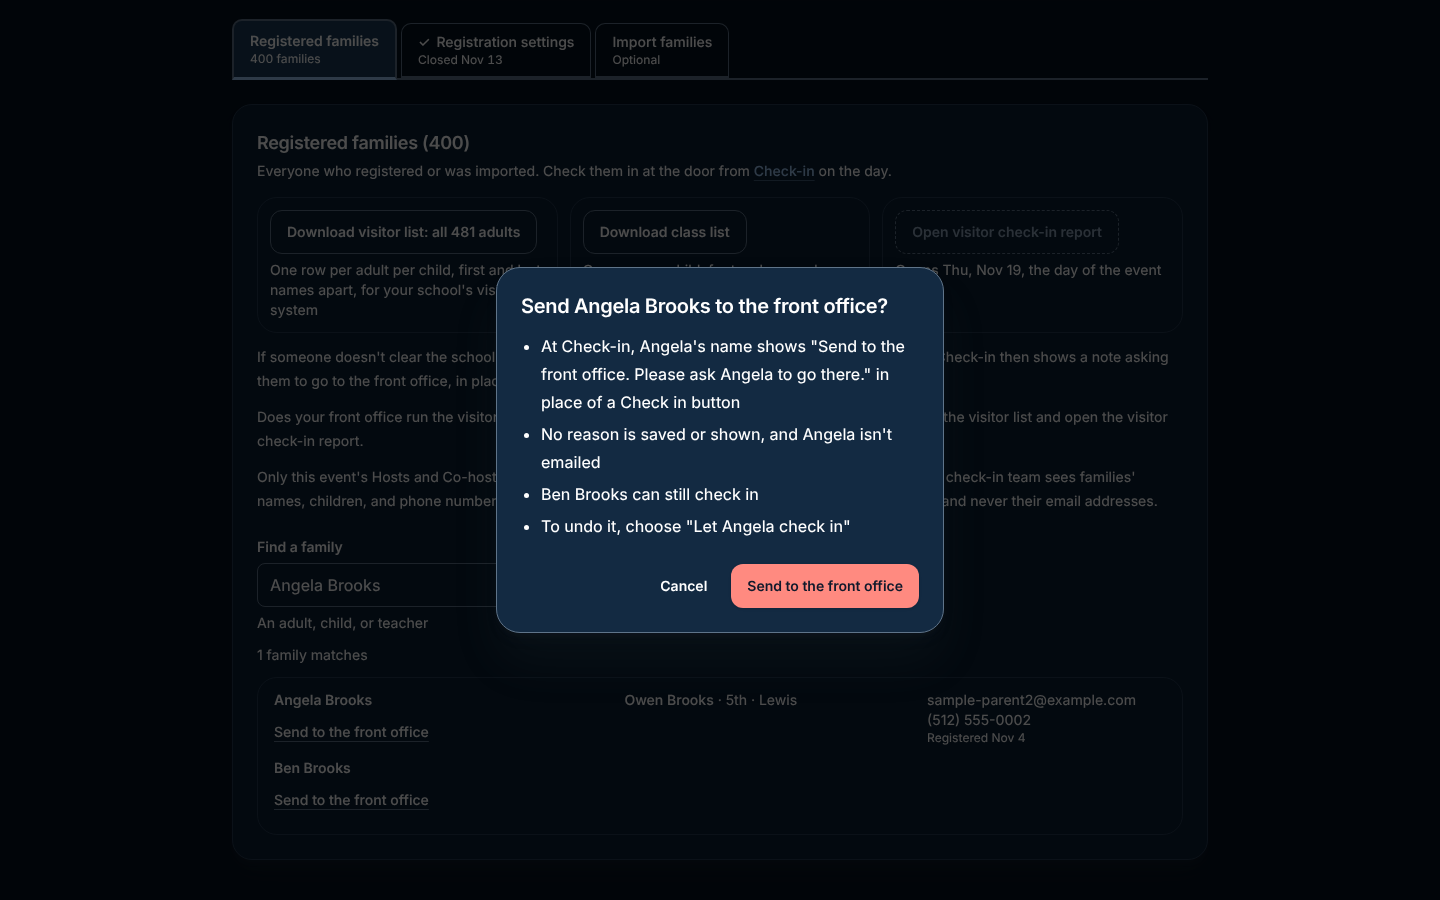 Registered families
400 families
✓ Registration settings
Closed Nov 13
Import families
Optional
Registered families (400)
Everyone who registered or was imported. Check them in at the door from Check-in on the day.
Download visitor list: all 481 adults
Download class list
Open visitor check-in report
One row per adult per child, first and
names apart, for your school's vis
system
Thu, Nov 19, the day of the event
If someone doesn't clear the school
Check-in then shows a note asking
them to go to the front office, in plac
Does your front office run the visitor
the visitor list and open the visitor
check-in report.
Only this event's Hosts and Co-host
check-in team sees families'
names, children, and phone number
and never their email addresses.
Send Angela Brooks to the front office?
• At Check-in, Angela's name shows "Send to the
front office. Please ask Angela to go there." in
place of a Check in button
• No reason is saved or shown, and Angela isn't
emailed
• Ben Brooks can still check in
• To undo it, choose "Let Angela check in"
Cancel
Send to the front office
Find a family
Angela Brooks
An adult, child, or teacher
1 family matches
Angela Brooks
Owen Brooks · 5th · Lewis
sample-parent2@example.com
(512) 555-0002
Registered Nov 4
Send to the front office
Ben Brooks
Send to the front office